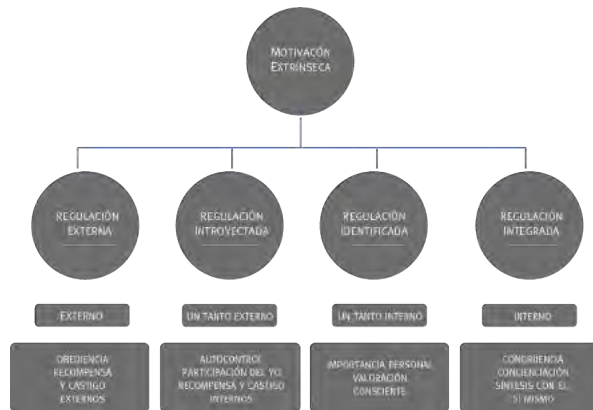 MOTIVACÓN
EXTRÍNSECA
REGULACIÓN
EXTERNA
REGULACIÓN
INTROYECTADA
REGULACIÓN
IDENTIFICADA
REGULACIÓN
INTEGRADA
EXTERNO
UN TANTO EXTERNO
UN TANTO INTERNO
INTERNO
OBEDIENCIA
RECOMPENSA
Y CASTIGO
EXTERNOS
AUTOCONTROL
PARTICIPACIÓN DEL YO
RECOMPENSA Y CASTIGO
INTERNOS
IMPORTANCIA PERSONAL
VALORACIÓN
CONSCIENTE
CONGRUENCIA
CONCIENCIACIÓN
SÍNTESIS CON EL
SÍ MISMO